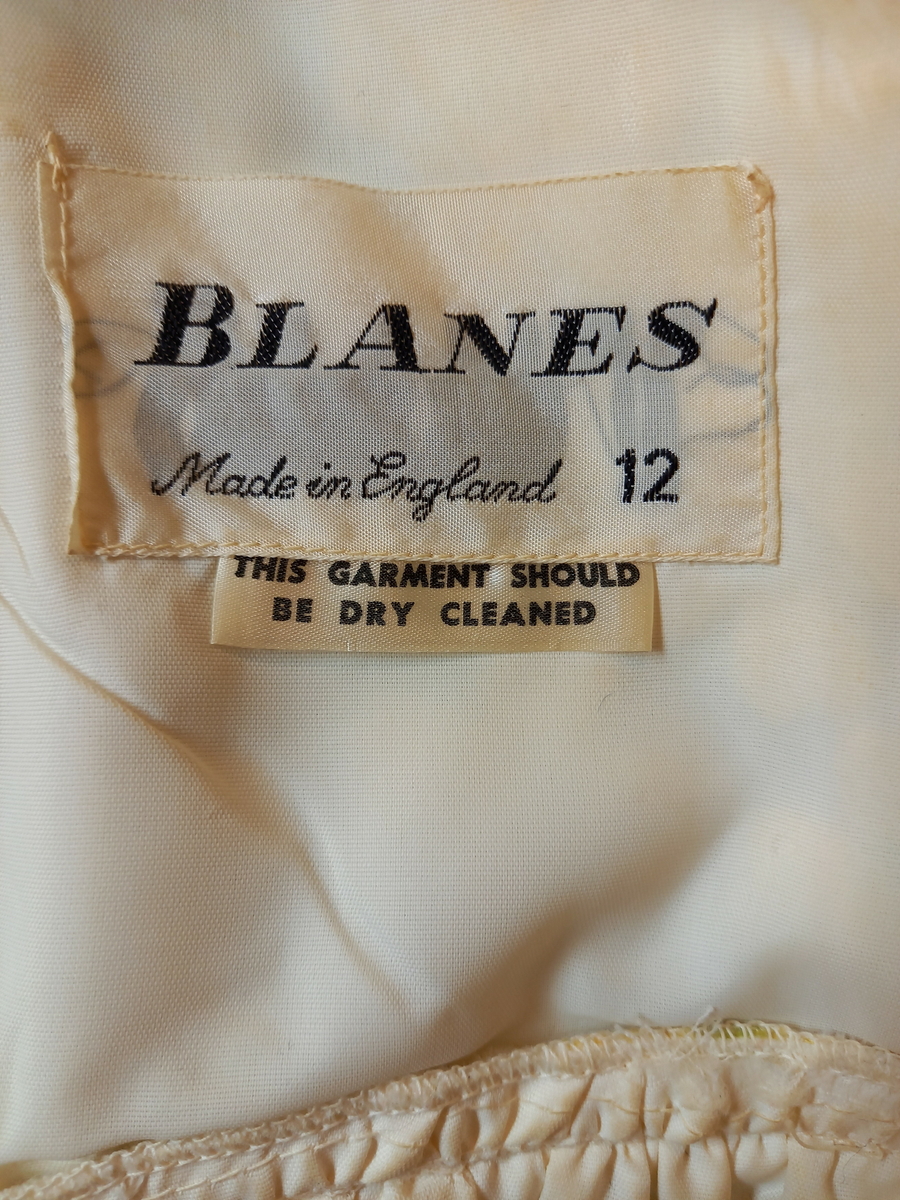 BLANES
Made in England 12
THIS GARMENT SHOULD
BE DRY CLEANED